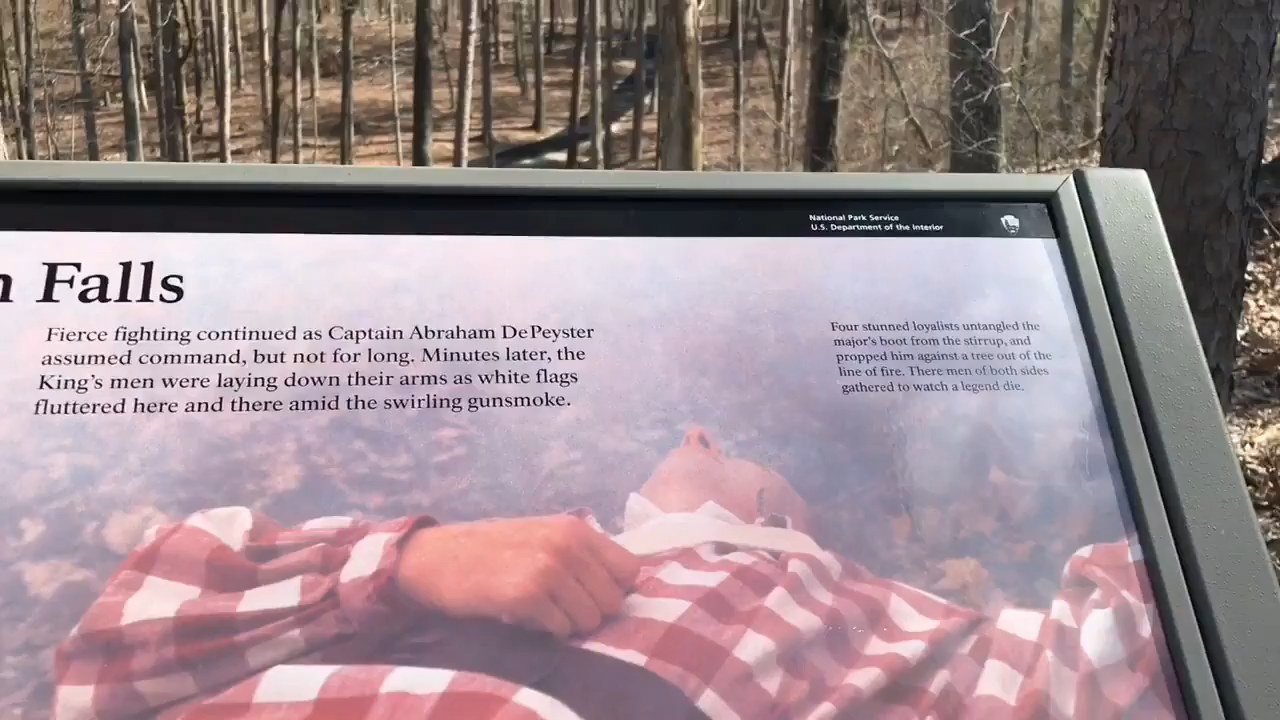 National Park Service
U.S. Department of the Interior
Falls
Fierce fighting continued as Captain Abraham DePeyster
assumed command, but not for long. Minutes later, the
King's men were laying down their arms as white flags
fluttered here and there amid the swirling gunsmoke.
Four stunned loyalists untangled the
major's boot from the stirrup, and
propped him against a tree out of the
line of fire. There men of both sides
gathered to watch a legend die.